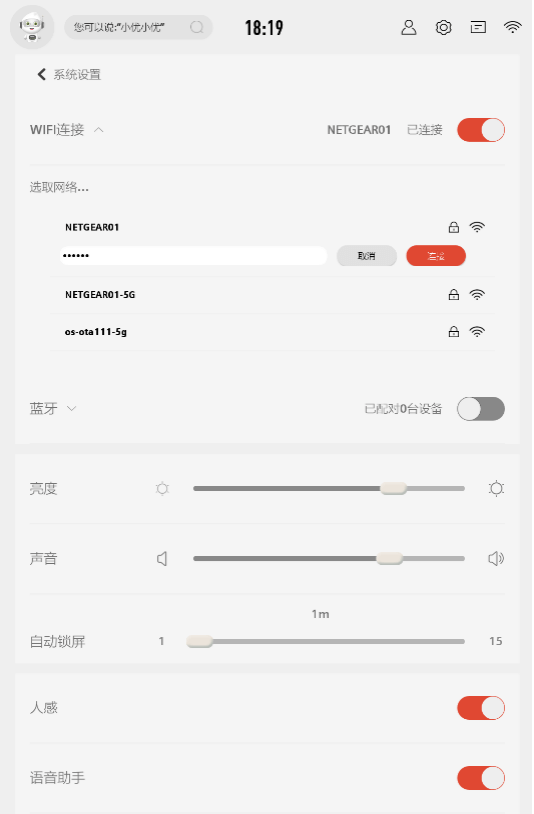 您可以说:“小优小优”
18:19
系统设置
WIFI连接 NETGEAR01 已连接
选取网络...
NETGEAR01
•••••• 取消 连接
NETGEAR01-5G
os-ota111-5g
蓝牙 已配对0台设备
亮度
声音
1m
自动锁屏 1 15
人感
语音助手